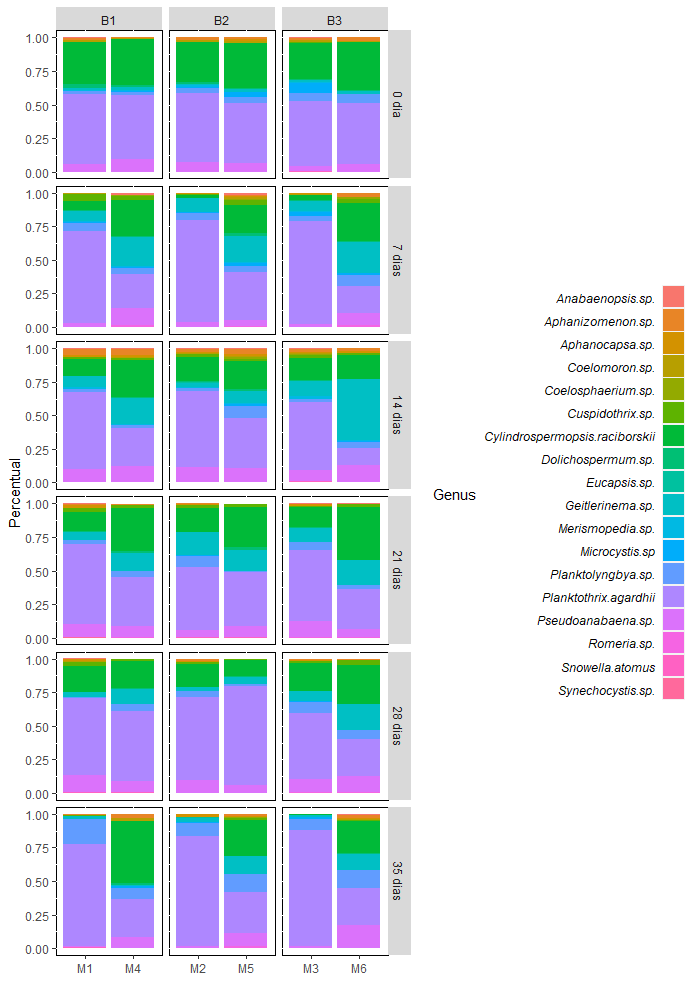 B1 B2 B3
1.00
0.75
0.50
0.25
0.00
0 dia
1.00
0.75
0.50
0.25
0.00
7 dias
1.00
0.75
0.50
0.25
0.00
14 dias
1.00
0.75
0.50
0.25
0.00
21 dias
1.00
0.75
0.50
0.25
0.00
28 dias
1.00
0.75
0.50
0.25
0.00
35 dias
M1 M4 M2 M5 M3 M6
Percentual
Genus
Anabaenopsis.sp.
Aphanizomenon.sp.
Aphanocapsa.sp.
Coelomoron.sp.
Coelosphaerium.sp.
Cuspidothrix.sp.
Cylindrospermopsis.raciborskii
Dolichospermum.sp.
Eucapsis.sp.
Geitlerinema.sp.
Merismopedia.sp.
Microcystis.sp
Planktolyngbya.sp.
Planktothrix.agardhii
Pseudoanabaena.sp.
Romeria.sp.
Snowella.atomus
Synechocystis.sp.